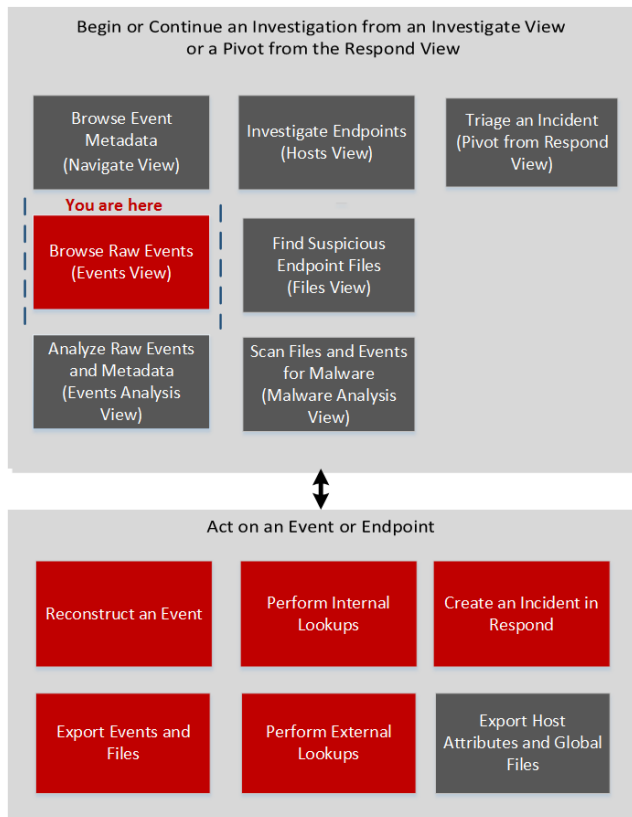 Begin or Continue an Investigation from an Investigate View
or a Pivot from the Respond View
Browse Event
Metadata
(Navigate View)
Investigate Endpoints
(Hosts View)
Triage an Incident
(Pivot from Respond
View)
You are here
Browse Raw Events
(Events View)
Find Suspicious
Endpoint Files
(Files View)
Analyze Raw Events
and Metadata
(Events Analysis
View)
Scan Files and Events
for Malware
(Malware Analysis
View)
Act on an Event or Endpoint
Reconstruct an Event
Perform Internal
Lookups
Create an Incident in
Respond
Export Events and
Files
Perform External
Lookups
Export Host
Attributes and Global
Files